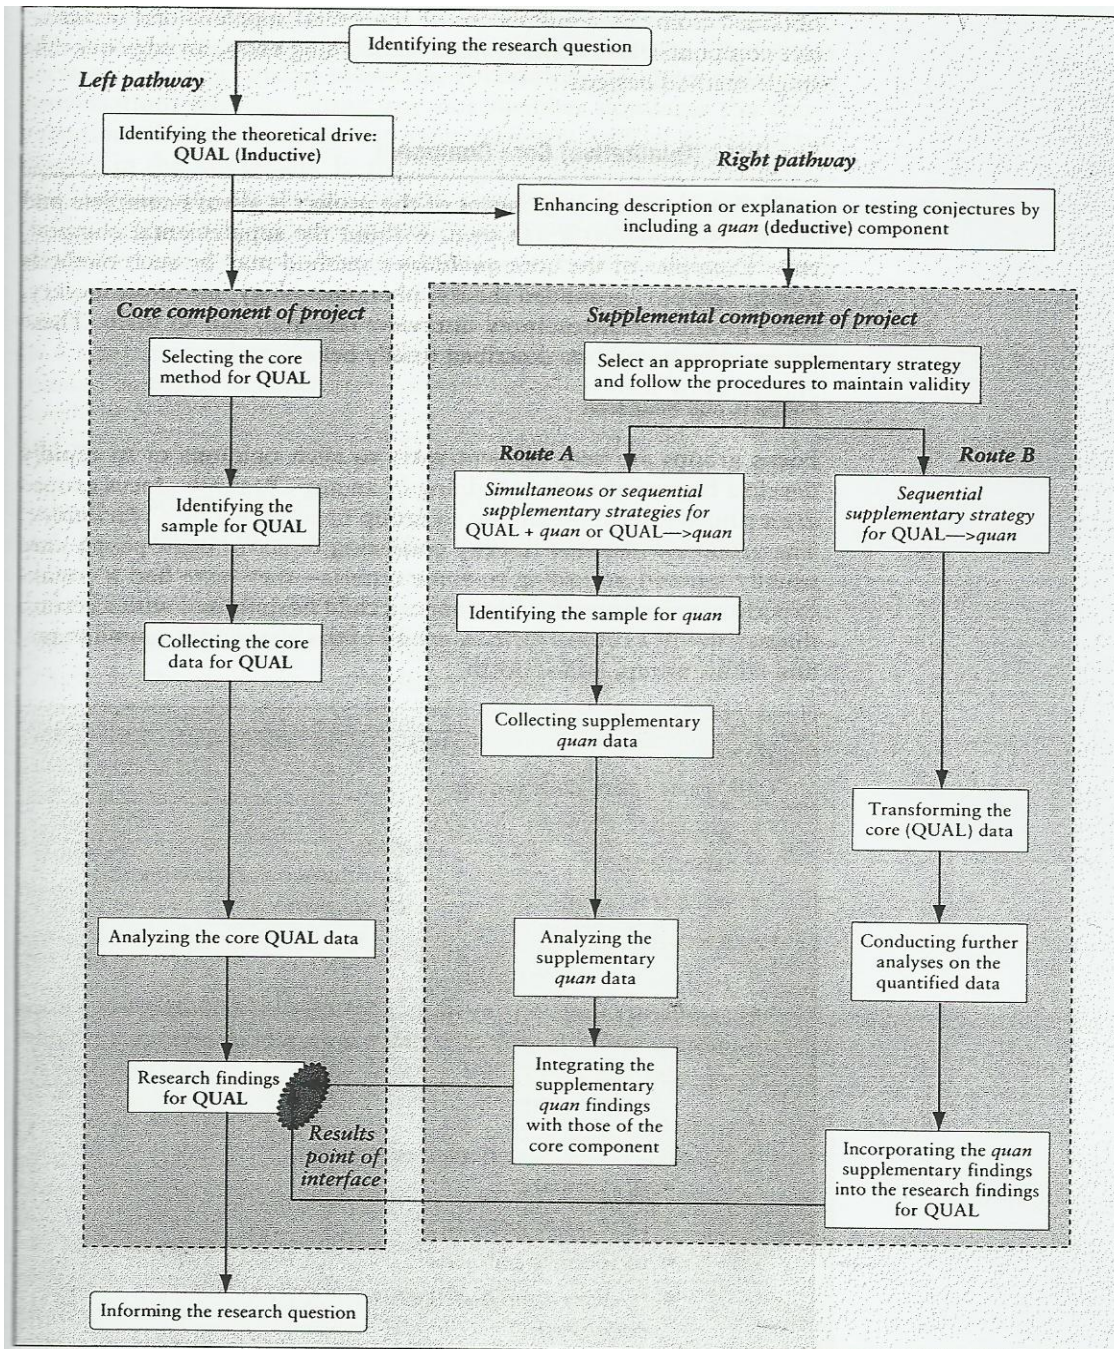 Identifying the research question
Left pathway
Identifying the theoretical drive:
QUAL (Inductive)
Right pathway
Enhancing description or explanation or testing conjectures by
including a quan (deductive) component
Core component of project
Selecting the core
method for QUAL
Identifying the
sample for QUAL
Collecting the core
data for QUAL
Analyzing the core QUAL data
Research findings
for QUAL
Results
point of
interface
Supplemental component of project
Select an appropriate supplementary strategy
and follow the procedures to maintain validity
Route A
Simultaneous or sequential
supplementary strategies for
QUAL + quan or QUAL—>quan
Identifying the sample for quan
Collecting supplementary
quan data
Analyzing the
supplementary
quan data
Integrating the
supplementary
quan findings
with those of the
core component
Route B
Sequential
supplementary strategy
for QUAL—>quan
Transforming the
core (QUAL) data
Conducting further
analyses on the
quantified data
Incorporating the quan
supplementary findings
into the research findings
for QUAL
Informing the research question